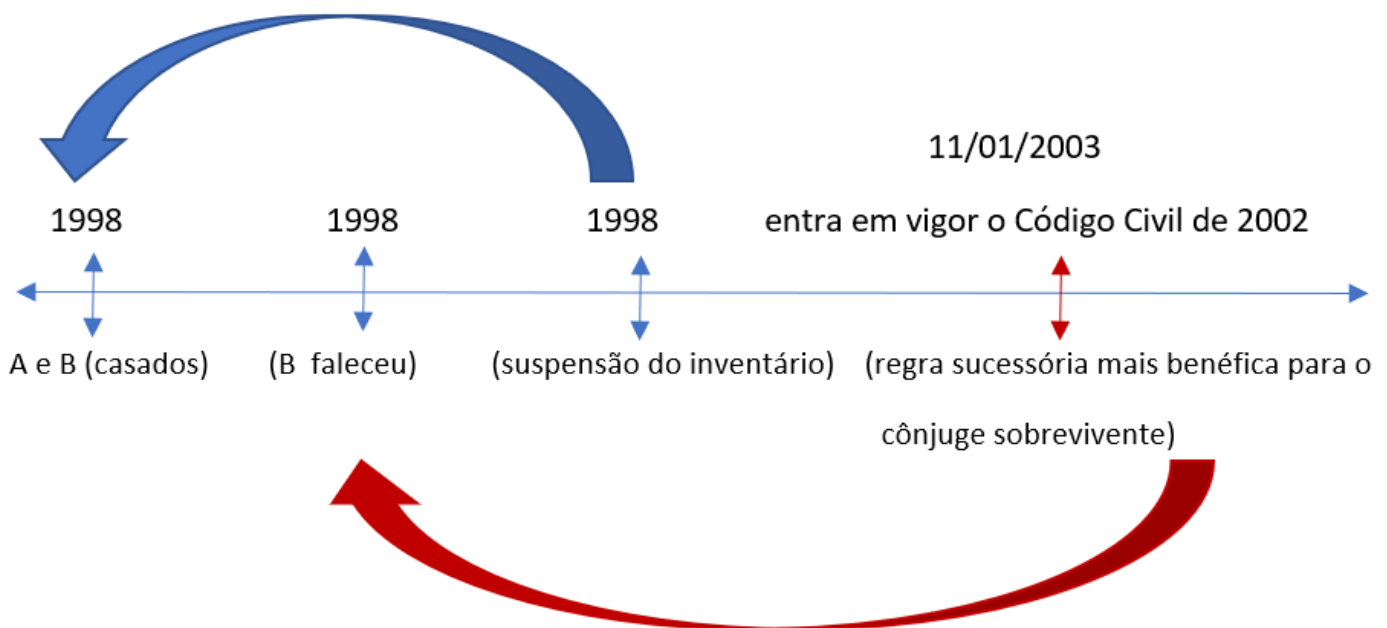 11/01/2003
1998
1998
1998
entra em vigor o Código Civil de 2002
A e B (casados)
(B faleceu)
(suspensão do inventário)
(regra sucessória mais benéfica para o
cônjuge sobrevivente)